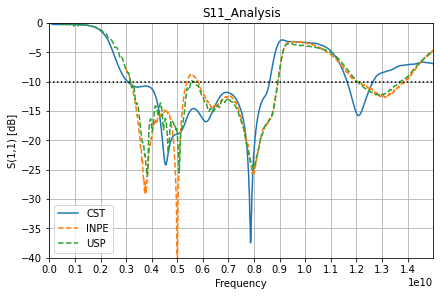 S11_Analysis
S(1,1) [dB]
0
−5
−10
−15
−20
−25
−30
−35
−40
CST
INPE
USP
0.0 0.1 0.2 0.3 0.4 0.5 0.6 0.7 0.8 0.9 1.0 1.1 1.2 1.3 1.4
1e10
Frequency